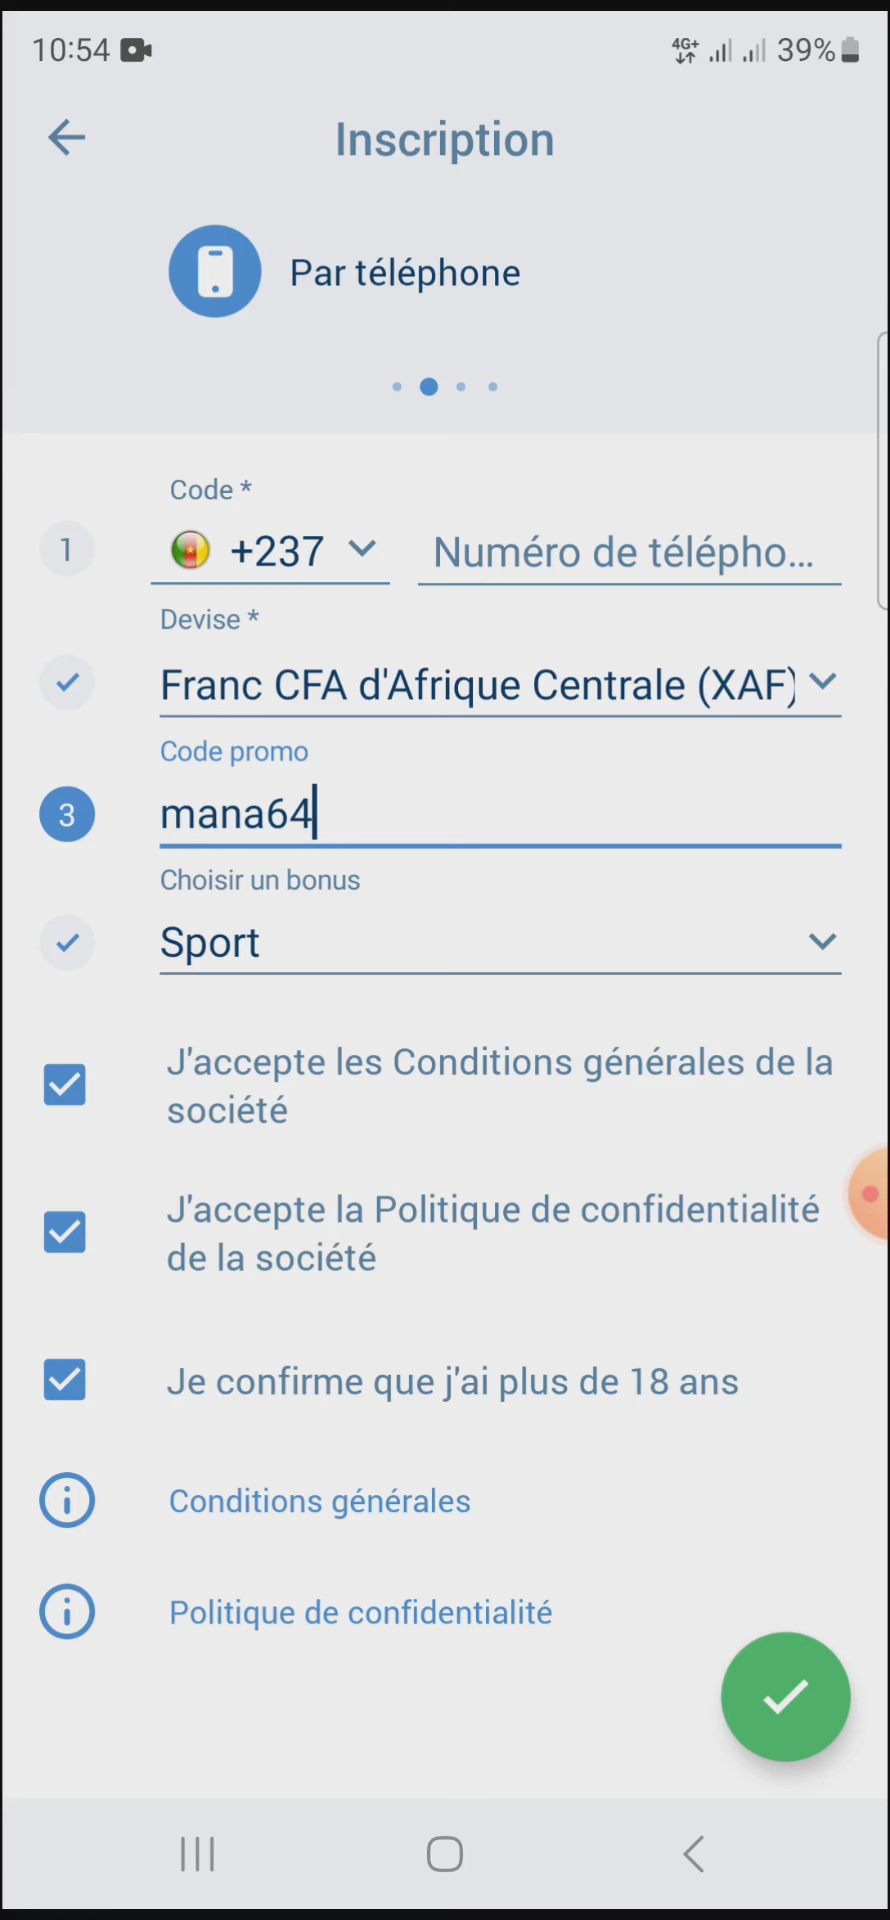 10:54
4G+
39%
Inscription
Par téléphone
Code *
1
+237
Numéro de télépho...
Devise *
Franc CFA d'Afrique Centrale (XAF)
Code promo
3
mana64
Choisir un bonus
Sport
J'accepte les Conditions générales de la
société
J'accepte la Politique de confidentialité
de la société
Je confirme que j'ai plus de 18 ans
Conditions générales
Politique de confidentialité